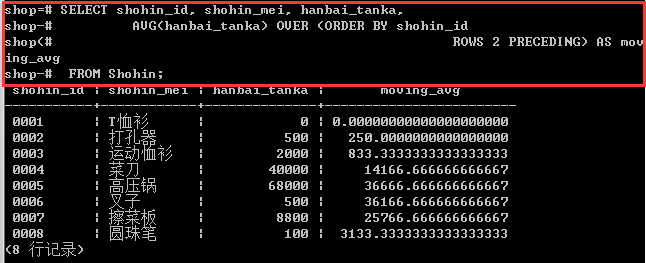 shop=# SELECT shohin_id, shohin_mei, hanbai_tanka,
shop-#        AVG(hanbai_tanka) OVER (ORDER BY shohin_id
shop(#                                 ROWS 2 PRECEDING) AS mov
ing_avg
shop-#  FROM Shohin;
 shohin_id | shohin_mei | hanbai_tanka |       moving_avg
-----------+------------+--------------+------------------------
 0001      | T恤衫      |            0 | 0.00000000000000000000
 0002      | 打孔器     |          500 |   250.0000000000000000
 0003      | 运动恤衫   |         2000 |   833.3333333333333333
 0004      | 菜刀       |        40000 |     14166.666666666667
 0005      | 高压锅     |        68000 |     36666.666666666667
 0006      | 叉子       |          500 |     36166.666666666667
 0007      | 擦菜板     |         8800 |     25766.666666666667
 0008      | 圆珠笔     |          100 |  3133.3333333333333333
(8 行记录)